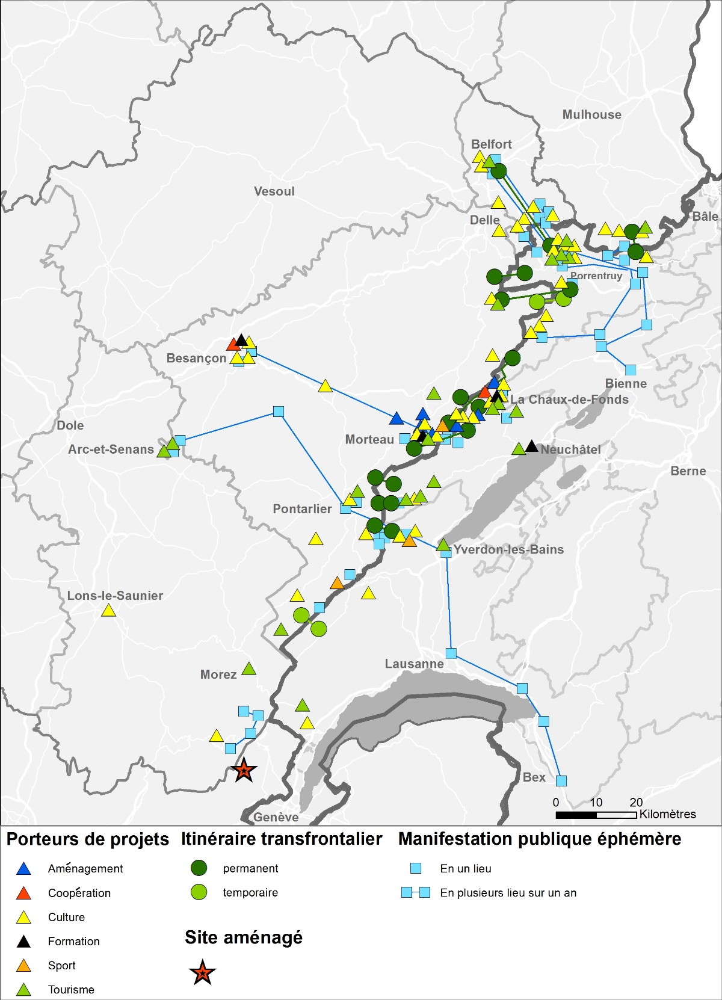 Mulhouse
Belfort
Vesoul
Bâle
Delle
Porrentruy
Besançon
Bienne
La Chaux-de-Fonds
Dole
Morteau
Arc-et-Senans
Neuchâtel
Berne
Pontarlier
Yverdon-les-Bains
Lons-le-Saunier
Lausanne
Morez
Bex
0 10 20
Kilomètres
Genève
Porteurs de projets
Aménagement
Coopération
Culture
Formation
Sport
Tourisme
Itinéraire transfrontalier
permanent
temporaire
Site aménagé
Manifestation publique éphémère
En un lieu
En plusieurs lieu sur un an